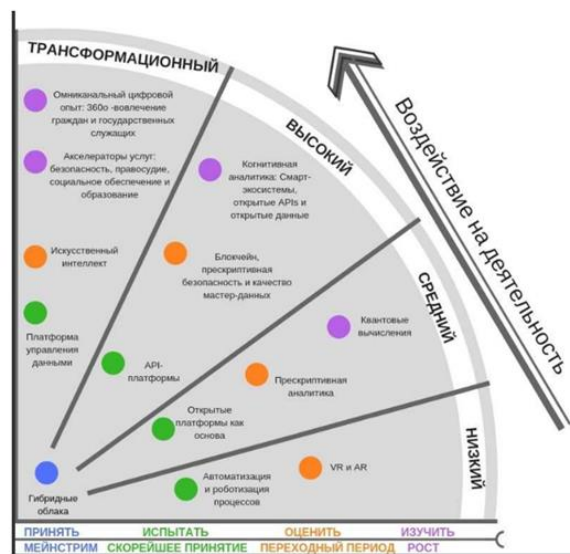 ТРАНСФОРМАЦИОННЫЙ
Омниканальный цифровой
опыт: 360о -вовлечение
граждан и государственных
служащих
Акселераторы услуг:
безопасность, правосудие,
социальное обеспечение и
образование
Искусственный
интеллект
Платформа
управления
данными
ВЫСОКИЙ
Когнитивная
аналитика: Смарт-
экосистемы,
открытые APIs и
открытые данные
Блокчейн,
прескриптивная
безопасность и качество
мастер-данных
API-
платформы
СРЕДНИЙ
Квантовые
вычисления
Прескриптивная
аналитика
Открытые
платформы как
основа
НИЗКИЙ
VR и AR
Автоматизация
и роботизация
процессов
Гибридные
облака
Воздействие на деятельность
ПРИНЯТЬ ИСПЫТАТЬ ОЦЕНИТЬ ИЗУЧИТЬ
МЕЙНСТРИМ СКОРЕЙШЕЕ ПРИНЯТИЕ ПЕРЕХОДНЫЙ ПЕРИОД РОСТ